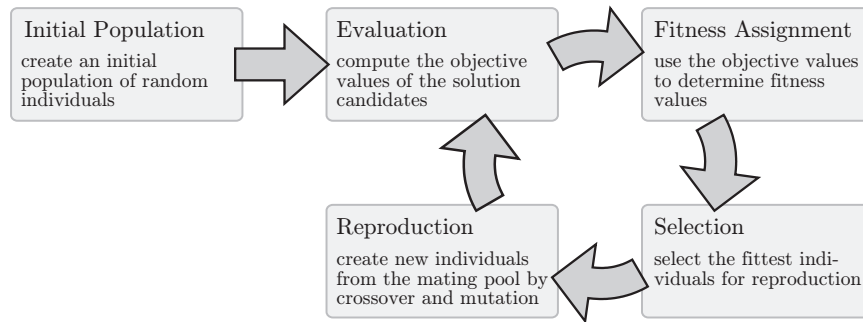 Initial Population
create an initial
population of random
individuals
Evaluation
compute the objective
values of the solution
candidates
Fitness Assignment
use the objective values
to determine fitness
values
Reproduction
create new individuals
from the mating pool by
crossover and mutation
Selection
select the fittest indi-
viduals for reproduction